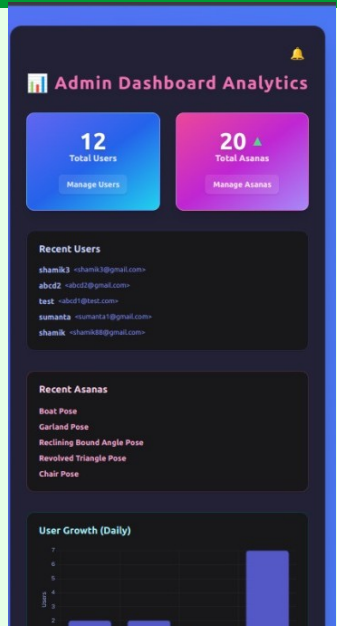 📊 Admin Dashboard Analytics
12
Total Users
Manage Users
20 ▲
Total Asanas
Manage Asanas
Recent Users
shamik3 <shamik3@gmail.com>
abcd2 <abcd2@gmail.com>
test <abcd1@test.com>
sumanta <sumanta1@gmail.com>
shamik <shamik88@gmail.com>
Recent Asanas
Boat Pose
Garland Pose
Reclining Bound Angle Pose
Revolved Triangle Pose
Chair Pose
User Growth (Daily)
7
6
5
4
3
2
Users